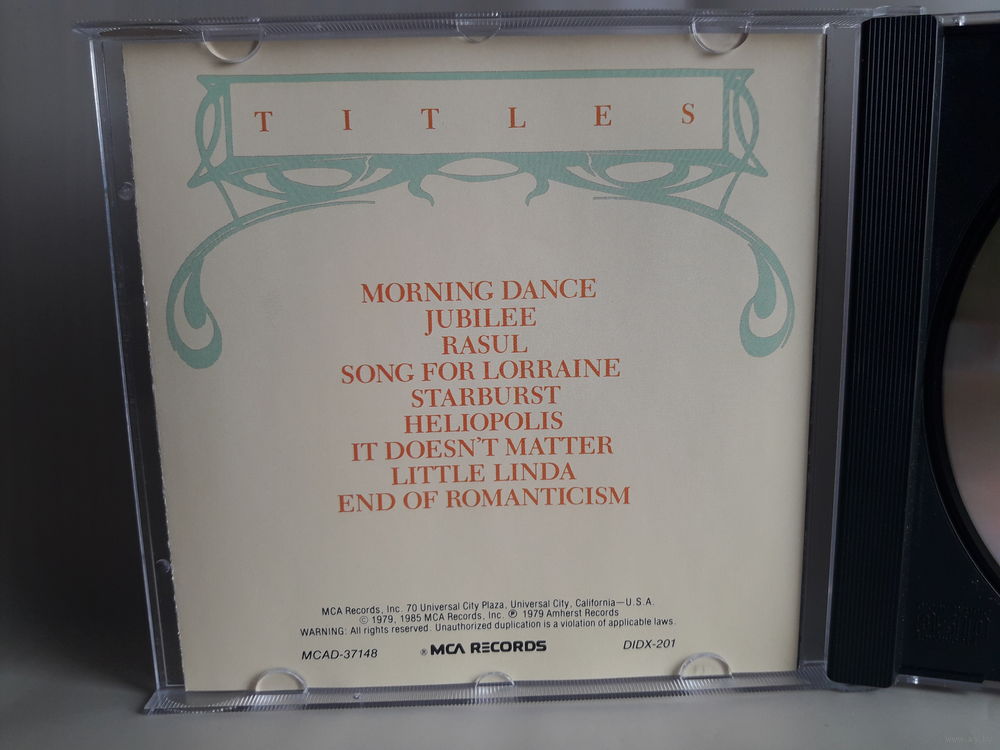 T I T L E S
MORNING DANCE
JUBILEE
RASUL
SONG FOR LORRAINE
STARBURST
HELIOPOLIS
IT DOESN'T MATTER
LITTLE LINDA
END OF ROMANTICISM
MCA Records, Inc. 70 Universal City Plaza, Universal City, California—U.S.A.
© 1979, 1985 MCA Records, Inc. ℗ 1979 Amherst Records
WARNING: All rights reserved. Unauthorized duplication is a violation of applicable laws.
MCAD-37148 ® MCA RECORDS DIDX-201